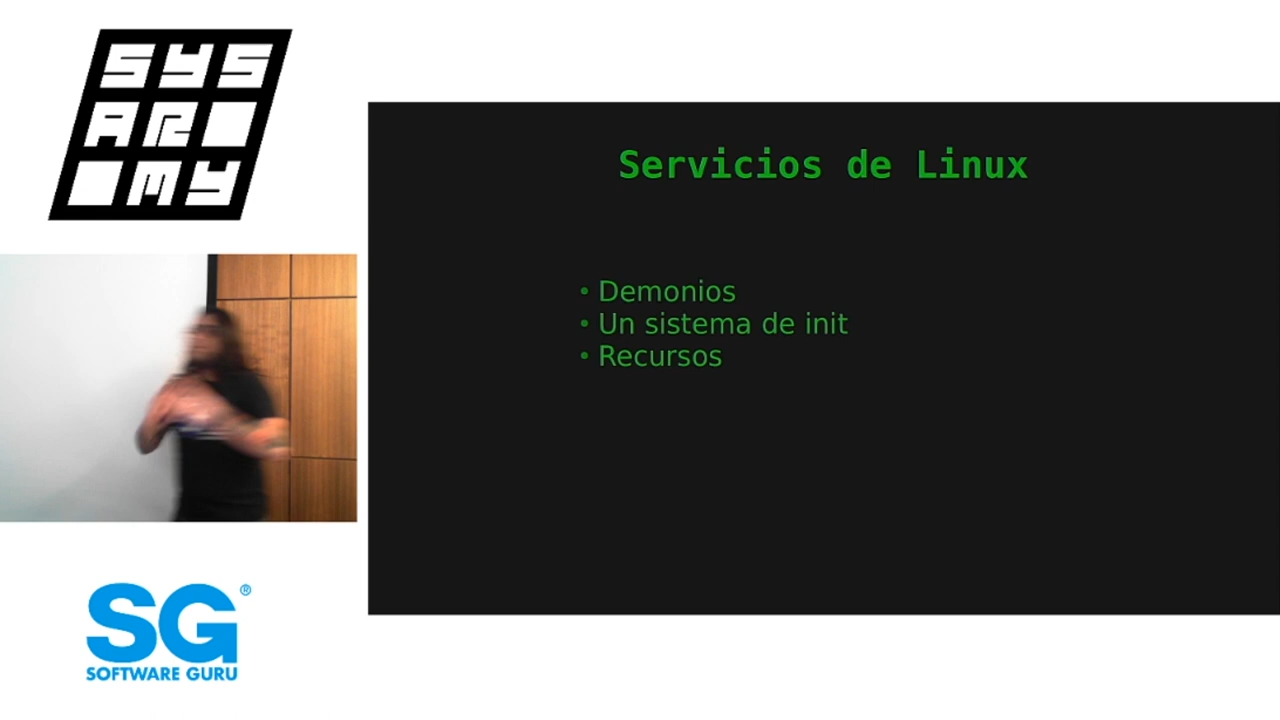 SYS
AR
MY
Servicios de Linux
• Demonios
• Un sistema de init
• Recursos
SG®
SOFTWARE GURU